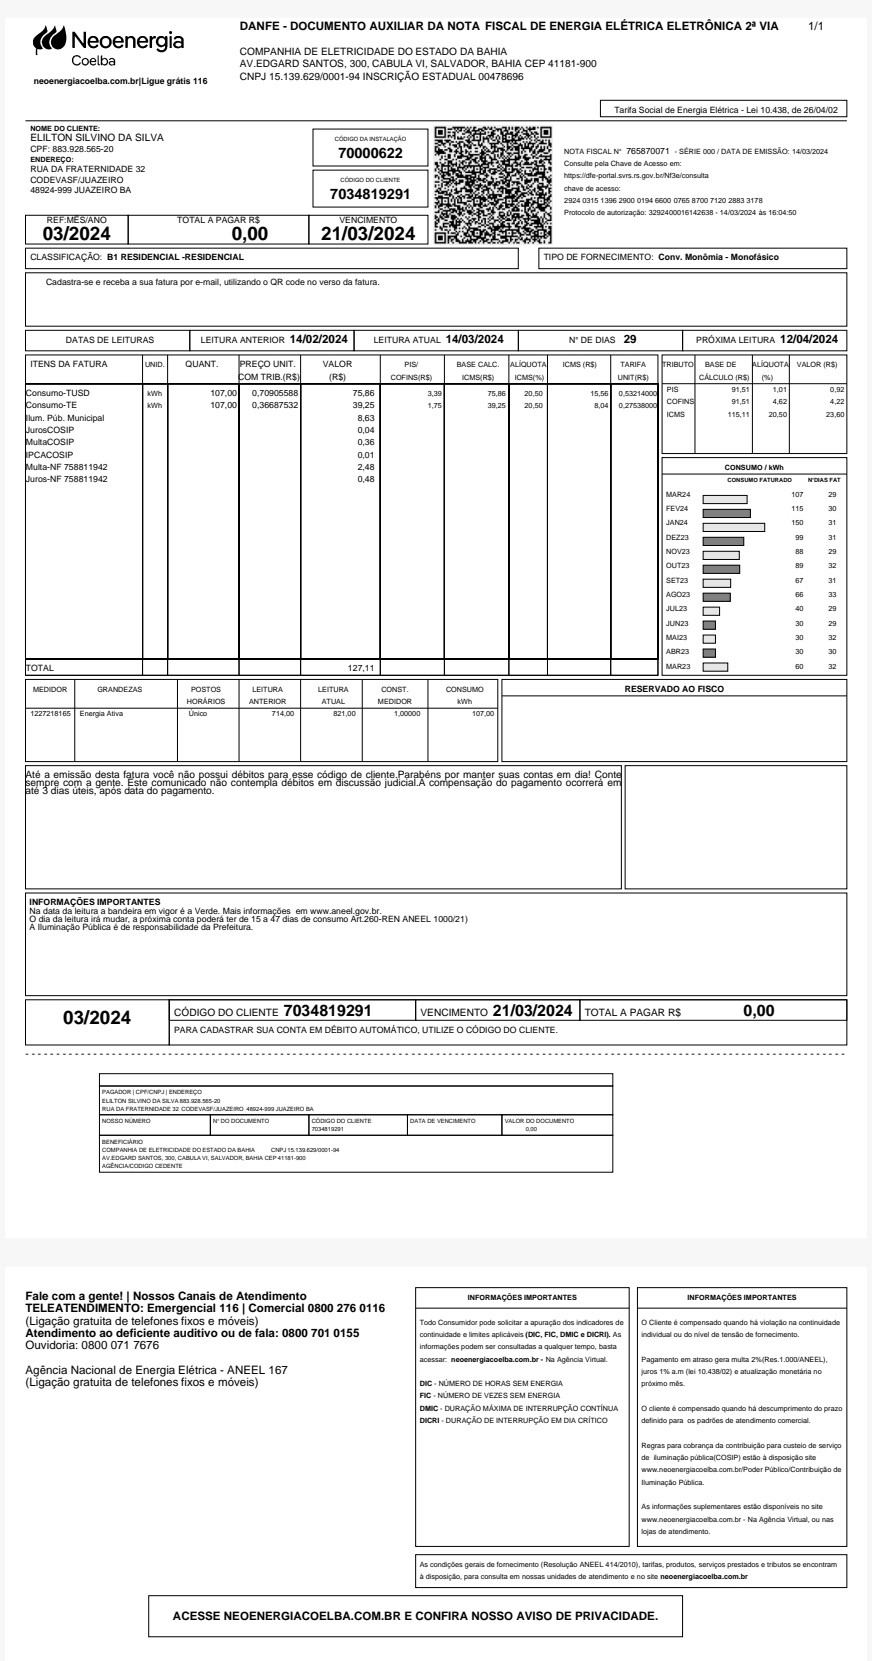 Neoenergia
Coelba
neoenergiacoelba.com.br|Ligue grátis 116
DANFE - DOCUMENTO AUXILIAR DA NOTA FISCAL DE ENERGIA ELÉTRICA ELETRÔNICA 2ª VIA 1/1
COMPANHIA DE ELETRICIDADE DO ESTADO DA BAHIA
AV.EDGARD SANTOS, 300, CABULA VI, SALVADOR, BAHIA CEP 41181-900
CNPJ 15.139.629/0001-94 INSCRIÇÃO ESTADUAL 00478696
Tarifa Social de Energia Elétrica - Lei 10.438, de 26/04/02
NOME DO CLIENTE:
ELILTON SILVINO DA SILVA
CPF: 883.928.565-20
ENDEREÇO:
RUA DA FRATERNIDADE 32
CODEVASF/JUAZEIRO
48924-999 JUAZEIRO BA
CÓDIGO DA INSTALAÇÃO
70000622
CÓDIGO DO CLIENTE
7034819291
NOTA FISCAL N° 765870071 - SÉRIE 000 / DATA DE EMISSÃO: 14/03/2024
Consulte pela Chave de Acesso em:
https://dfe-portal.svrs.rs.gov.br/Nf3e/consulta
chave de acesso:
2924 0315 1396 2900 0194 6600 0765 8700 7120 2883 3178
Protocolo de autorização: 3292400016142638 - 14/03/2024 às 16:04:50
REF:MÊS/ANO TOTAL A PAGAR R$ VENCIMENTO
03/2024 0,00 21/03/2024
CLASSIFICAÇÃO: B1 RESIDENCIAL -RESIDENCIAL
TIPO DE FORNECIMENTO: Conv. Monômia - Monofásico
Cadastra-se e receba a sua fatura por e-mail, utilizando o QR code no verso da fatura.
DATAS DE LEITURAS LEITURA ANTERIOR 14/02/2024 LEITURA ATUAL 14/03/2024 N° DE DIAS 29 PRÓXIMA LEITURA 12/04/2024
ITENS DA FATURA UNID. QUANT. PREÇO UNIT. VALOR PIS/ BASE CALC. ALÍQUOTA ICMS (R$) TARIFA
COM TRIB.(R$) (R$) COFINS(R$) ICMS(R$) ICMS(%) UNIT(R$)
Consumo-TUSD kWh 107,00 0,70905588 75,86 3,39 75,86 20,50 15,56 0,53214000
Consumo-TE kWh 107,00 0,36687532 39,25 1,75 39,25 20,50 8,04 0,27538000
Ilum. Púb. Municipal 8,63
JurosCOSIP 0,04
MultaCOSIP 0,36
IPCACOSIP 0,01
Multa-NF 758811942 2,48
Juros-NF 758811942 0,48
TOTAL 127,11
TRIBUTO BASE DE ALÍQUOTA VALOR (R$)
CÁLCULO (R$) (%)
PIS 91,51 1,01 0,92
COFINS 91,51 4,62 4,22
ICMS 115,11 20,50 23,60
CONSUMO / kWh
CONSUMO FATURADO N°DIAS FAT
MAR24 107 29
FEV24 115 30
JAN24 150 31
DEZ23 99 31
NOV23 88 29
OUT23 89 32
SET23 67 31
AGO23 66 33
JUL23 40 29
JUN23 30 29
MAI23 30 32
ABR23 30 30
MAR23 60 32
MEDIDOR GRANDEZAS POSTOS LEITURA LEITURA CONST. CONSUMO
HORÁRIOS ANTERIOR ATUAL MEDIDOR kWh
1227218165 Energia Ativa Único 714,00 821,00 1,00000 107,00
RESERVADO AO FISCO
Até a emissão desta fatura você não possui débitos para esse código de cliente.Parabéns por manter suas contas em dia! Conte
sempre com a gente. Este comunicado não contempla débitos em discussão judicial.A compensação do pagamento ocorrerá em
até 3 dias úteis, após data do pagamento.
INFORMAÇÕES IMPORTANTES
Na data da leitura a bandeira em vigor é a Verde. Mais informações em www.aneel.gov.br.
O dia da leitura irá mudar, a próxima conta poderá ter de 15 a 47 dias de consumo Art.260-REN ANEEL 1000/21)
A Iluminação Pública é de responsabilidade da Prefeitura.
03/2024 CÓDIGO DO CLIENTE 7034819291 VENCIMENTO 21/03/2024 TOTAL A PAGAR R$ 0,00
PARA CADASTRAR SUA CONTA EM DÉBITO AUTOMÁTICO, UTILIZE O CÓDIGO DO CLIENTE.
PAGADOR | CPF/CNPJ | ENDEREÇO
ELILTON SILVINO DA SILVA 883.928.565-20
RUA DA FRATERNIDADE 32 CODEVASF/JUAZEIRO 48924-999 JUAZEIRO BA
NOSSO NÚMERO N° DO DOCUMENTO CÓDIGO DO CLIENTE DATA DE VENCIMENTO VALOR DO DOCUMENTO
7034819291 0,00
BENEFICIÁRIO
COMPANHIA DE ELETRICIDADE DO ESTADO DA BAHIA CNPJ 15.139.629/0001-94
AV.EDGARD SANTOS, 300, CABULA VI, SALVADOR, BAHIA CEP 41181-900
AGÊNCIA/CODIGO CEDENTE
Fale com a gente! | Nossos Canais de Atendimento
TELEATENDIMENTO: Emergencial 116 | Comercial 0800 276 0116
(Ligação gratuita de telefones fixos e móveis)
Atendimento ao deficiente auditivo ou de fala: 0800 701 0155
Ouvidoria: 0800 071 7676
Agência Nacional de Energia Elétrica - ANEEL 167
(Ligação gratuita de telefones fixos e móveis)
INFORMAÇÕES IMPORTANTES
Todo Consumidor pode solicitar a apuração dos indicadores de
continuidade e limites aplicáveis (DIC, FIC, DMIC e DICRI). As
informações podem ser consultadas a qualquer tempo, basta
acessar: neoenergiacoelba.com.br - Na Agência Virtual.
DIC - NÚMERO DE HORAS SEM ENERGIA
FIC - NÚMERO DE VEZES SEM ENERGIA
DMIC - DURAÇÃO MÁXIMA DE INTERRUPÇÃO CONTÍNUA
DICRI - DURAÇÃO DE INTERRUPÇÃO EM DIA CRÍTICO
INFORMAÇÕES IMPORTANTES
O Cliente é compensado quando há violação na continuidade
individual ou do nível de tensão de fornecimento.
Pagamento em atraso gera multa 2%(Res.1.000/ANEEL),
juros 1% a.m (lei 10.438/02) e atualização monetária no
próximo mês.
O cliente é compensado quando há descumprimento do prazo
definido para os padrões de atendimento comercial.
Regras para cobrança da contribuição para custeio de serviço
de iluminação pública(COSIP) estão à disposição site
www.neoenergiacoelba.com.br/Poder Público/Contribuição de
Iluminação Pública.
As informações suplementares estão disponíveis no site
www.neoenergiacoelba.com.br - Na Agência Virtual, ou nas
lojas de atendimento.
As condições gerais de fornecimento (Resolução ANEEL 414/2010), tarifas, produtos, serviços prestados e tributos se encontram
à disposição, para consulta em nossas unidades de atendimento e no site neoenergiacoelba.com.br
ACESSE NEOENERGIACOELBA.COM.BR E CONFIRA NOSSO AVISO DE PRIVACIDADE.